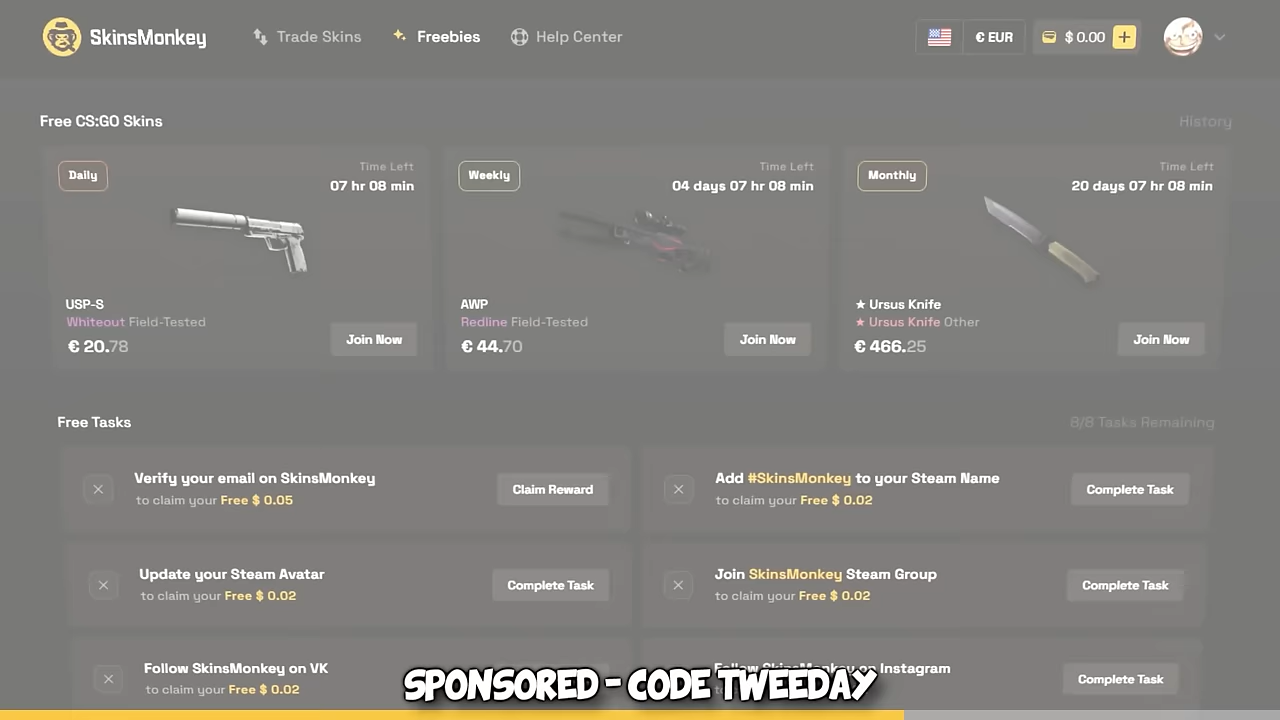 SkinsMonkey
Trade Skins
Freebies
Help Center
€ EUR
$ 0.00 +
Free CS:GO Skins
History
Daily
Time Left
07 hr 08 min
USP-S
Whiteout Field-Tested
€ 20.78
Join Now
Weekly
Time Left
04 days 07 hr 08 min
AWP
Redline Field-Tested
€ 44.70
Join Now
Monthly
Time Left
20 days 07 hr 08 min
★ Ursus Knife
★ Ursus Knife Other
€ 466.25
Join Now
Free Tasks
8/8 Tasks Remaining
Verify your email on SkinsMonkey
to claim your Free $ 0.05
Claim Reward
Add #SkinsMonkey to your Steam Name
to claim your Free $ 0.02
Complete Task
Update your Steam Avatar
to claim your Free $ 0.02
Complete Task
Join SkinsMonkey Steam Group
to claim your Free $ 0.02
Complete Task
Follow SkinsMonkey on VK
to claim your Free $ 0.02
Follow SkinsMonkey on Instagram
Complete Task
SPONSORED - CODE TWEEDAY